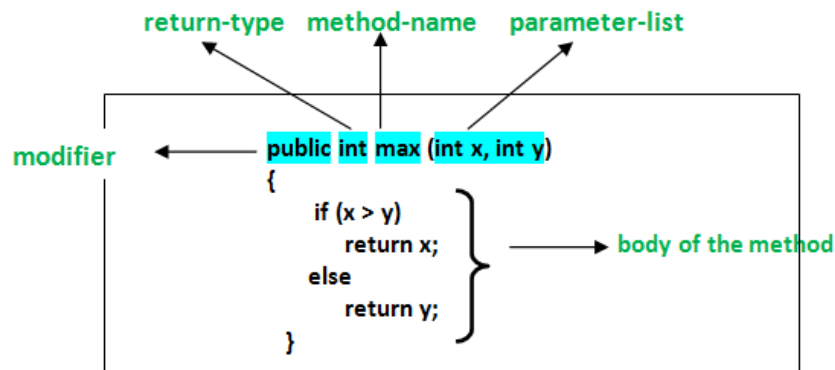 return-type method-name parameter-list
modifier public int max (int x, int y)
{
if (x > y)
return x;
body of the method
else
return y;
}